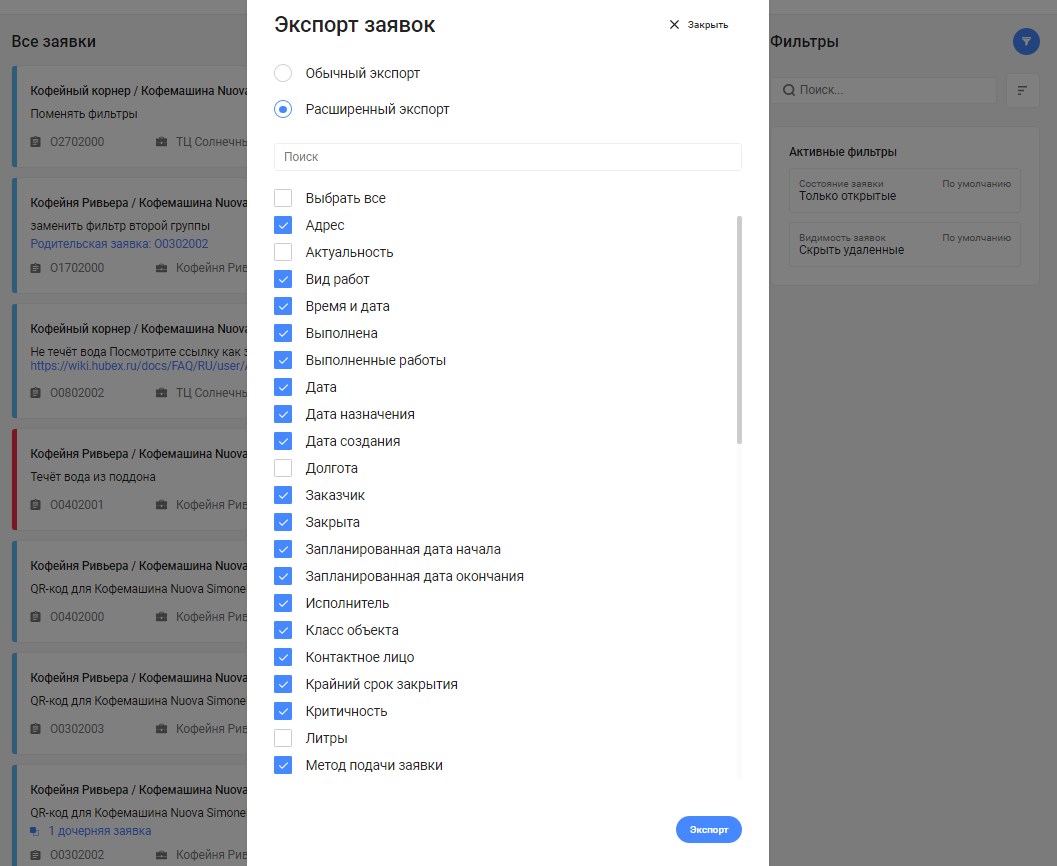 Все заявки
Кофейный корнер / Кофемашина Nuova
Поменять фильтры
O2702000
ТЦ Солнечны
Кофейня Ривьера / Кофемашина Nuova
заменить фильтр второй группы
Родительская заявка: O0302002
O1702000
Кофейня Рив
Кофейный корнер / Кофемашина Nuova
Не течёт вода Посмотрите ссылку как з
https://wiki.hubex.ru/docs/FAQ/RU/user/
O0802002
ТЦ Солнечны
Кофейня Ривьера / Кофемашина Nuova
Течёт вода из поддона
O0402001
Кофейня Рив
Кофейня Ривьера / Кофемашина Nuova
QR-код для Кофемашина Nuova Simone
O0402000
Кофейня Рив
Кофейня Ривьера / Кофемашина Nuova
QR-код для Кофемашина Nuova Simone
O0302003
Кофейня Рив
Кофейня Ривьера / Кофемашина Nuova
QR-код для Кофемашина Nuova Simone
1 дочерняя заявка
O0302002
Кофейня Рив
Экспорт заявок
Закрыть
Обычный экспорт
Расширенный экспорт
Поиск
Выбрать все
Адрес
Актуальность
Вид работ
Время и дата
Выполнена
Выполненные работы
Дата
Дата назначения
Дата создания
Долгота
Заказчик
Закрыта
Запланированная дата начала
Запланированная дата окончания
Исполнитель
Класс объекта
Контактное лицо
Крайний срок закрытия
Критичность
Литры
Метод подачи заявки
Экспорт
Фильтры
Поиск...
Активные фильтры
Состояние заявки
По умолчанию
Только открытые
Видимость заявок
По умолчанию
Скрыть удаленные